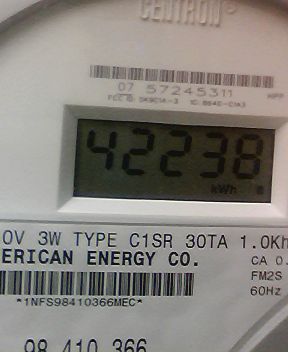 CENTRON®
07 57245311
42238
kWh
0V 3W TYPE C1SR 30TA 1.0Kh
ERICAN ENERGY CO.
CA 0.
FM2S
60Hz
*1NFS98410366MEC*
98 410 366